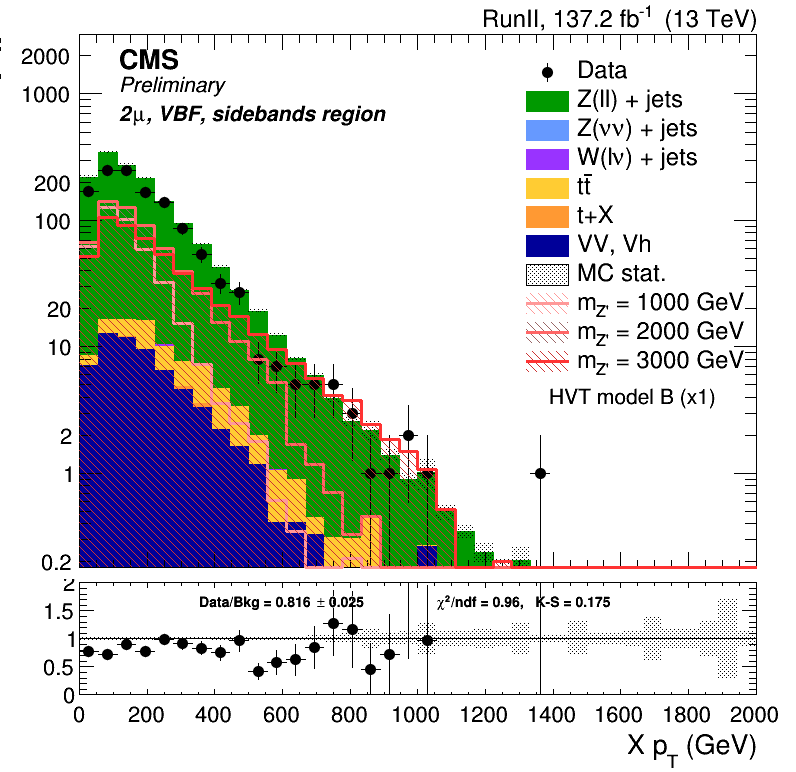 RunII, 137.2 fb⁻¹ (13 TeV)
CMS
Preliminary
2μ, VBF, sidebands region
Data
Z(ll) + jets
Z(νν) + jets
W(lν) + jets
tt̄
t+X
VV, Vh
MC stat.
m_Z' = 1000 GeV
m_Z' = 2000 GeV
m_Z' = 3000 GeV
HVT model B (x1)
2000
1000
200
100
20
10
2
1
0.2
Data/Bkg = 0.816 ± 0.025 χ²/ndf = 0.96, K-S = 0.175
2
1.5
1
0.5
0
0 200 400 600 800 1000 1200 1400 1600 1800 2000
X p_T (GeV)